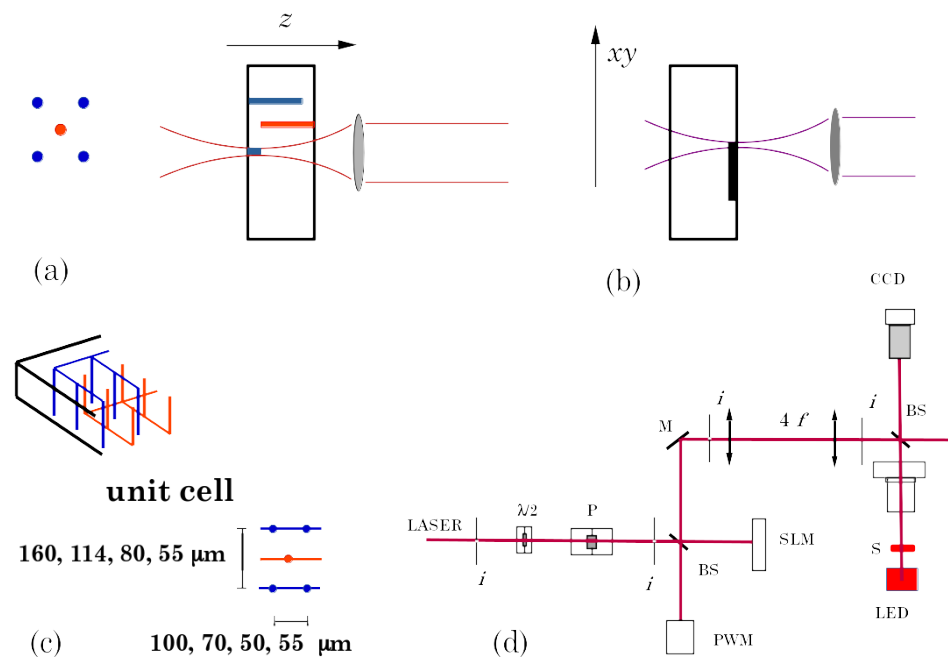 z
(a)
xy
(b)
unit cell
160, 114, 80, 55 μm
100, 70, 50, 55 μm
(c)
CCD
i
BS
4 f
i
M
λ/2
P
LASER
SLM
i
i
BS
S
LED
PWM
(d)